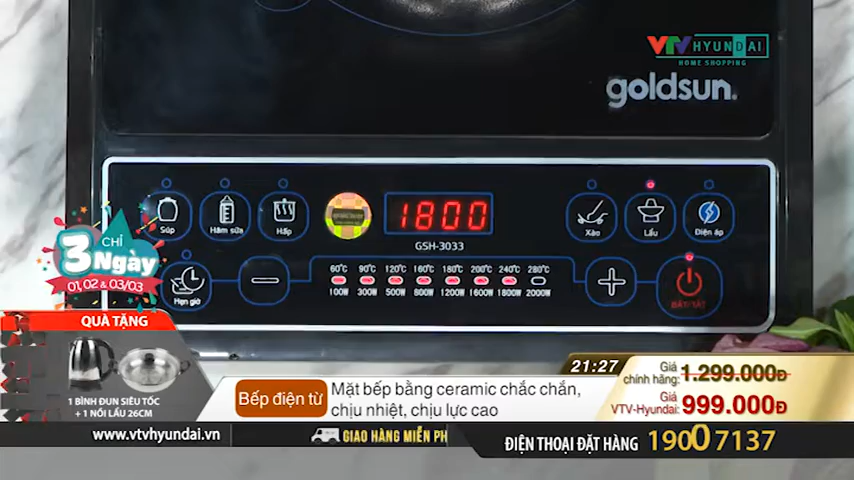 VTV HYUNDAI
HOME SHOPPING
goldsun.
1800
GSH-3033
Súp
Hâm sữa
Hấp
Xào
Lẩu
Điện áp
Hẹn giờ
60°C 90°C 120°C 160°C 180°C 200°C 240°C 280°C
100W 300W 500W 800W 1200W 1600W 1800W 2000W
BẬT/TẮT
CHỈ
3 Ngày
01, 02 & 03/03
QUÀ TẶNG
1 BÌNH ĐUN SIÊU TỐC
+ 1 NỒI LẨU 26CM
Bếp điện từ
Mặt bếp bằng ceramic chắc chắn,
chịu nhiệt, chịu lực cao
21:27
Giá
chính hãng: 1.299.000Đ
Giá
VTV-Hyundai: 999.000Đ
www.vtvhyundai.vn
GIAO HÀNG MIỄN PH
ĐIỆN THOẠI ĐẶT HÀNG 1900 7137